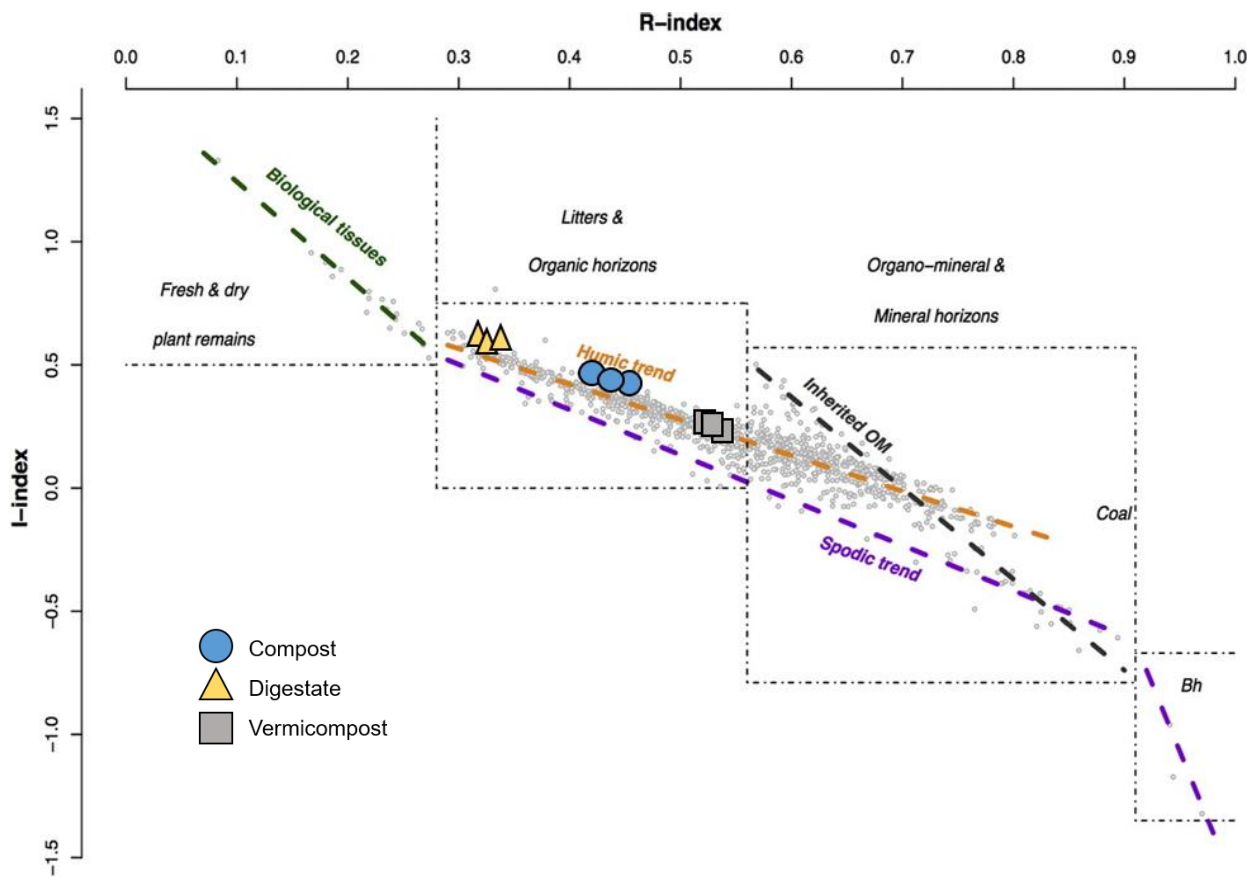 R−index
0.0 0.1 0.2 0.3 0.4 0.5 0.6 0.7 0.8 0.9 1.0
I−index
1.5
1.0
0.5
0.0
−0.5
−1.0
−1.5
Biological tissues
Litters &
Organic horizons
Organo−mineral &
Mineral horizons
Fresh & dry
plant remains
Humic trend
Inherited OM
Coal
Spodic trend
Bh
Compost
Digestate
Vermicompost